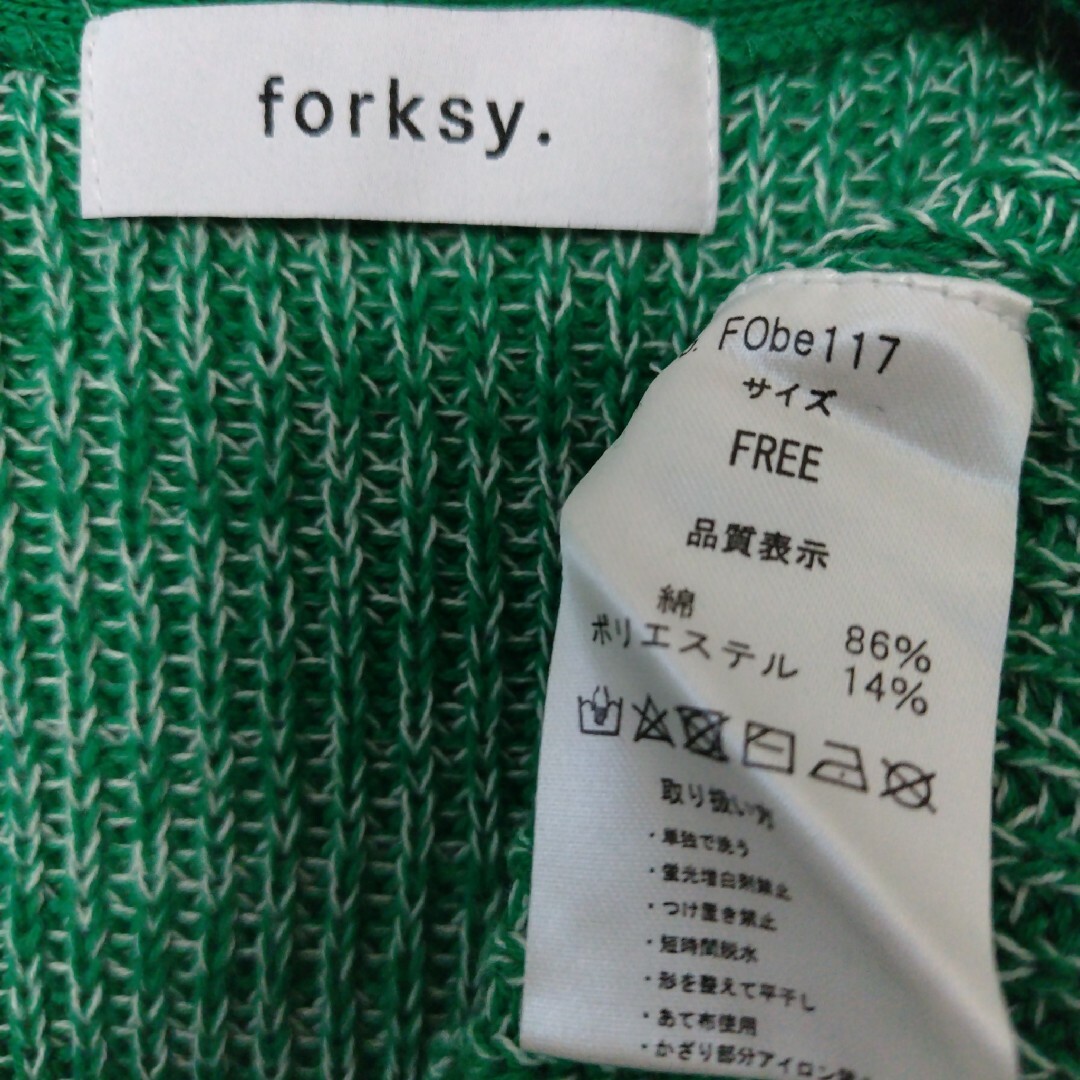 forksy.
FObe117
サイズ
FREE
品質表示
綿 86%
ポリエステル 14%
取り扱い
・単独で洗う
・蛍光増白剤禁止
・つけ置き禁止
・短時間脱水
・形を整えて平干し
・あて布使用
・かざり部分アイロン